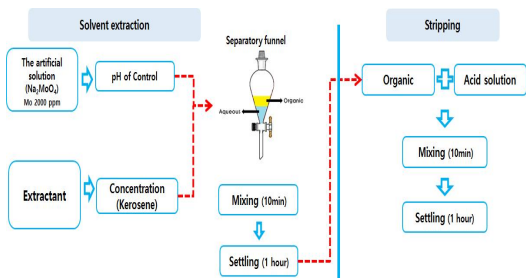 Solvent extraction
The artificial
solution
(Na₂MoO₄)
Mo 2000 ppm
pH of Control
Extractant
Concentration
(Kerosene)
Separatory funnel
Organic
Aqueous
Mixing (10min)
Settling (1 hour)
Stripping
Organic
Acid solution
Mixing (10min)
Settling (1 hour)